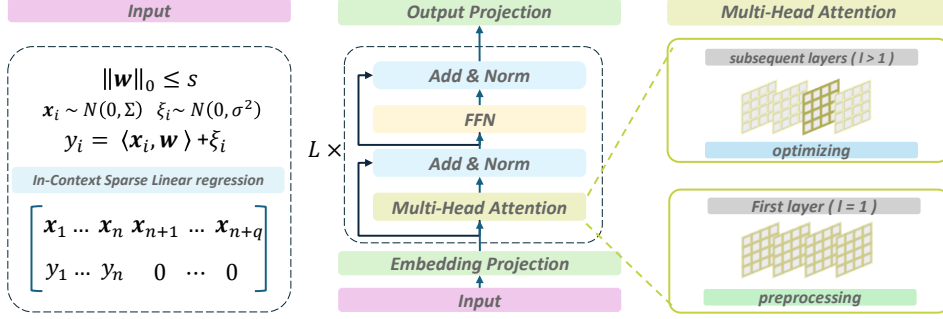 Input
‖w‖₀ ≤ s
xᵢ ~ N(0, Σ) ξᵢ ~ N(0, σ²)
yᵢ = ⟨xᵢ, w⟩ +ξᵢ
In-Context Sparse Linear regression
x₁ ... xₙ xₙ₊₁ ... xₙ₊q
y₁ ... yₙ 0 ⋯ 0
Output Projection
Add & Norm
FFN
L ×
Add & Norm
Multi-Head Attention
Embedding Projection
Input
Multi-Head Attention
subsequent layers ( l > 1 )
optimizing
First layer ( l = 1 )
preprocessing